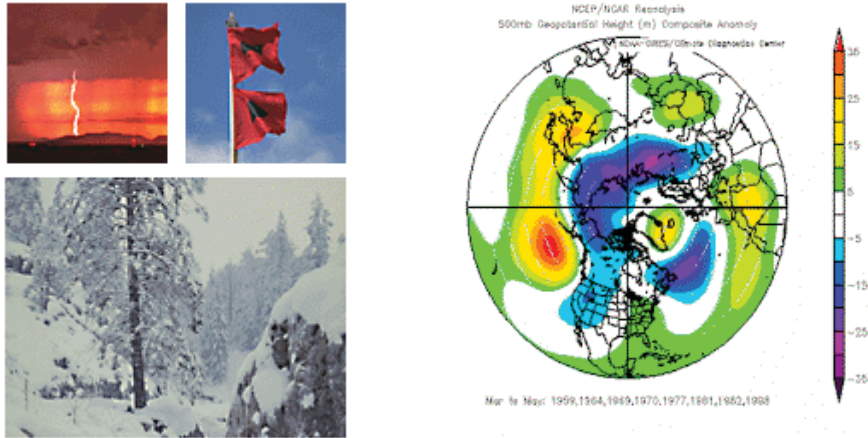 NCEP/NCAR Reanalysis
500mb Geopotential Height (m) Composite Anomaly
NOAA-CIRES/Climate Diagnostics Center
35
25
15
5
-5
-15
-25
-35
Mar to May: 1959,1964,1969,1970,1977,1981,1982,1998